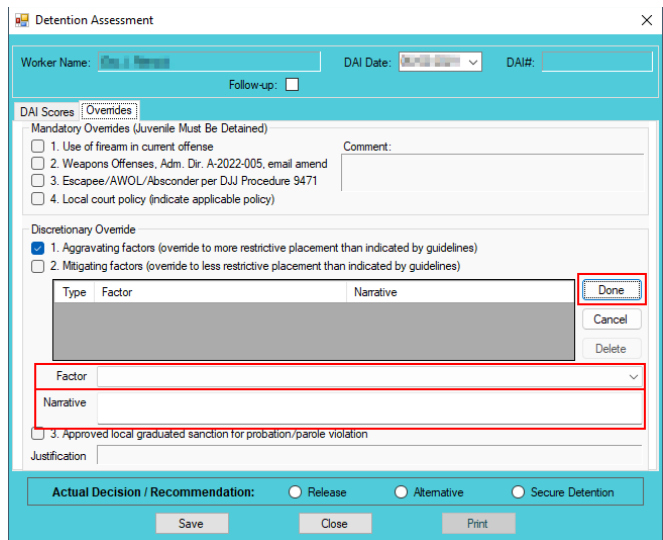 Detention Assessment
Worker Name: DAI Date: DAI#:
Follow-up:
DAI Scores Overrides
Mandatory Overrides (Juvenile Must Be Detained)
1. Use of firearm in current offense Comment:
2. Weapons Offenses, Adm. Dir. A-2022-005, email amend
3. Escapee/AWOL/Absconder per DJJ Procedure 9471
4. Local court policy (indicate applicable policy)
Discretionary Override
1. Aggravating factors (override to more restrictive placement than indicated by guidelines)
2. Mitigating factors (override to less restrictive placement than indicated by guidelines)
Type Factor Narrative Done
Cancel
Delete
Factor
Narrative
3. Approved local graduated sanction for probation/parole violation
Justification
Actual Decision / Recommendation: Release Alternative Secure Detention
Save Close Print